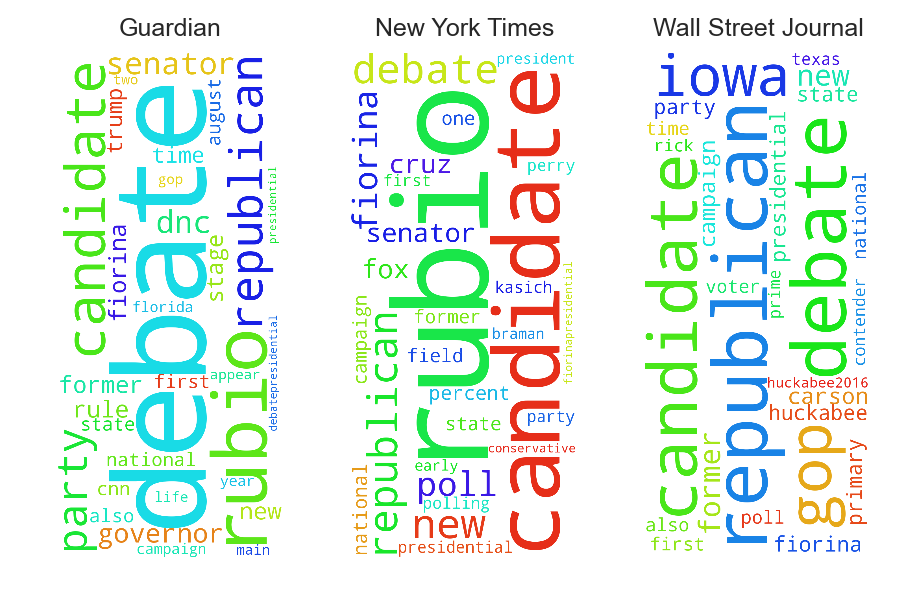 Guardian
senator
two
candidate
trump
debate
august
republican
time
gop
dnc
presidential
fiorina
stage
florida
debatepresidential
rubio
former
first
appear
rule
state
party
national
cnn
life
year
also
new
governor
campaign
main
New York Times
president
debate
fiorina
rubio
one
candidate
cruz
first
perry
senator
fox
kasich
fiorinapresidential
campaign
former
republican
braman
field
percent
state
party
conservative
early
national
poll
polling
new
presidential
Wall Street Journal
texas
iowa
new
state
party
republican
time
rick
campaign
presidential
debate
candidate
national
voter
prime
contender
huckabee2016
carson
huckabee
gop
former
primary
poll
also
first
fiorina